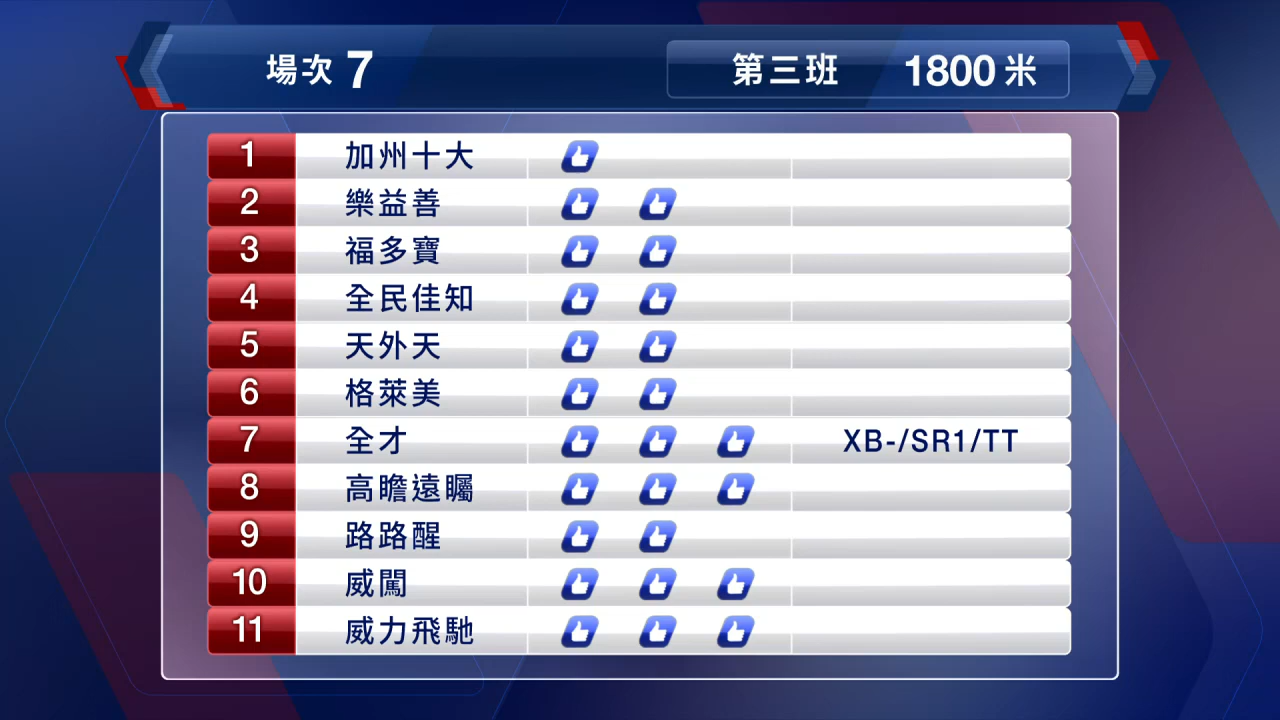 場次 7 第三班 1800 米
1 加州十大
2 樂益善
3 福多寶
4 全民佳知
5 天外天
6 格萊美
7 全才 XB-/SR1/TT
8 高瞻遠矚
9 路路醒
10 威闖
11 威力飛馳